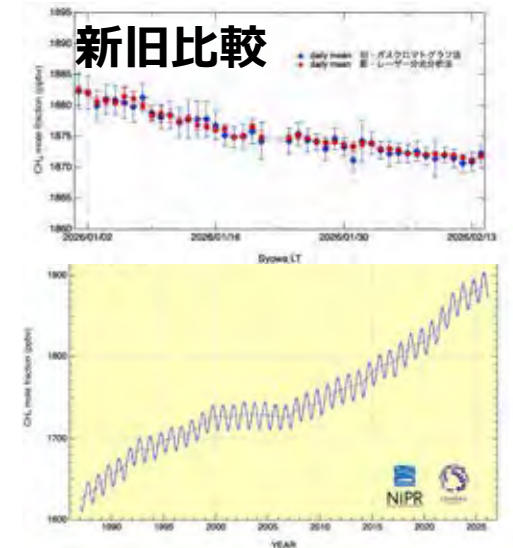 新旧比較
daily mean 旧・ガスクロマトグラフ法
daily mean 新・レーザー分光分析法
CH4 mole fraction (ppbv)
1895
1890
1885
1880
1875
1870
1865
1860
2026/01/02 2026/01/16 2026/01/30 2026/02/13
Syowa LT
CH4 mole fraction (ppbv)
1900
1800
1700
1600
NIPR
1990 1995 2000 2005 2010 2015 2020 2025
YEAR